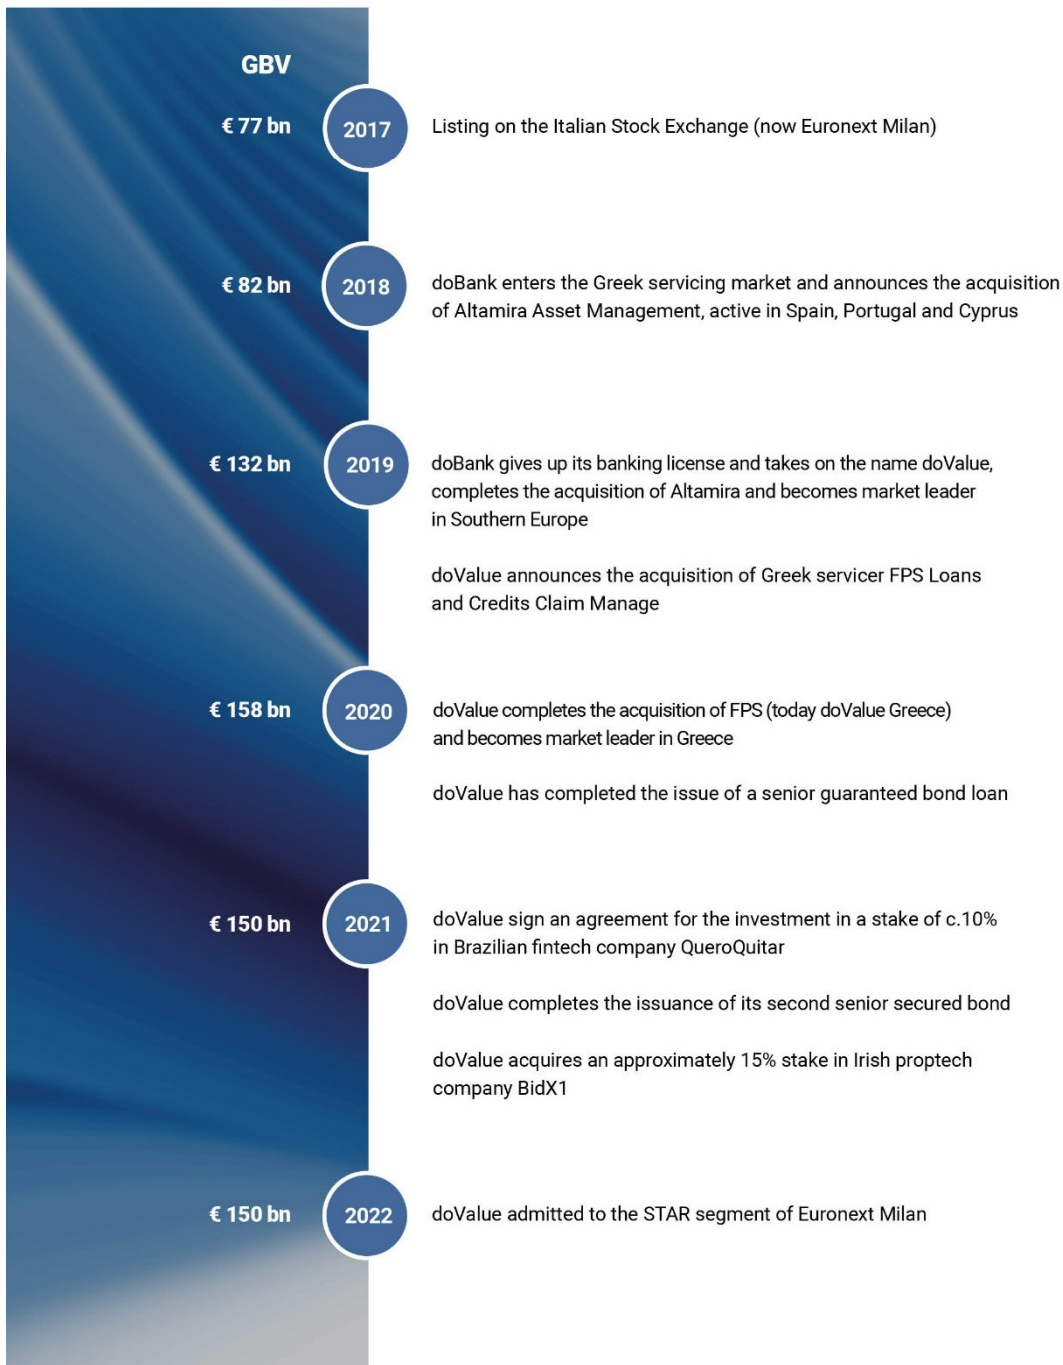 GBV
€ 77 bn
2017
Listing on the Italian Stock Exchange (now Euronext Milan)
€ 82 bn
2018
doBank enters the Greek servicing market and announces the acquisition
of Altamira Asset Management, active in Spain, Portugal and Cyprus
€ 132 bn
2019
doBank gives up its banking license and takes on the name doValue,
completes the acquisition of Altamira and becomes market leader
in Southern Europe
doValue announces the acquisition of Greek servicer FPS Loans
and Credits Claim Manage
€ 158 bn
2020
doValue completes the acquisition of FPS (today doValue Greece)
and becomes market leader in Greece
doValue has completed the issue of a senior guaranteed bond loan
€ 150 bn
2021
doValue sign an agreement for the investment in a stake of c.10%
in Brazilian fintech company QueroQuitar
doValue completes the issuance of its second senior secured bond
doValue acquires an approximately 15% stake in Irish proptech
company BidX1
€ 150 bn
2022
doValue admitted to the STAR segment of Euronext Milan